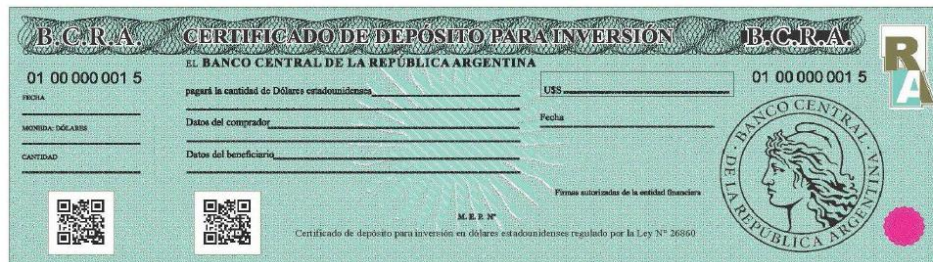 B.C.R.A. CERTIFICADO DE DEPÓSITO PARA INVERSIÓN B.C.R.A.
RA
EL BANCO CENTRAL DE LA REPÚBLICA ARGENTINA
01 00 000 001 5
01 00 000 001 5
FECHA
MONEDA: DÓLARES
CANTIDAD
pagará la cantidad de Dólares estadounidenses
U$S
Datos del comprador
Fecha
Datos del beneficiario
Firmas autorizadas de la entidad financiera
M. E. P. Nº
Certificado de depósito para inversión en dólares estadounidenses regulado por la Ley Nº 26860
BANCO CENTRAL
DE LA REPUBLICA ARGENTINA